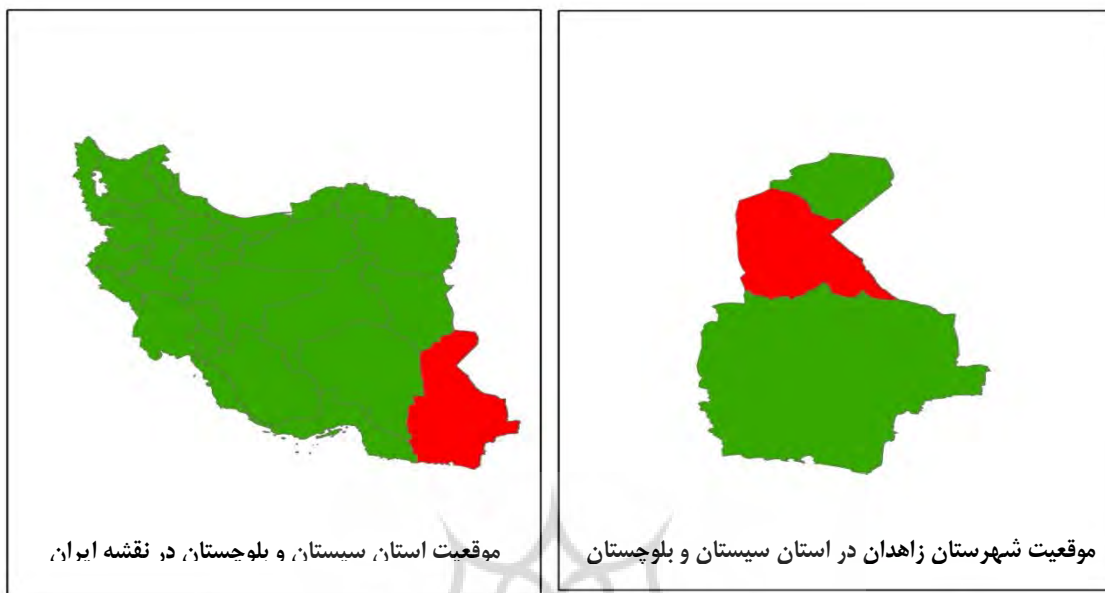 موقعیت شهرستان زاهدان در استان سیستان و بلوچستان
موقعیت استان سیستان و بلوچستان در نقشه ایران